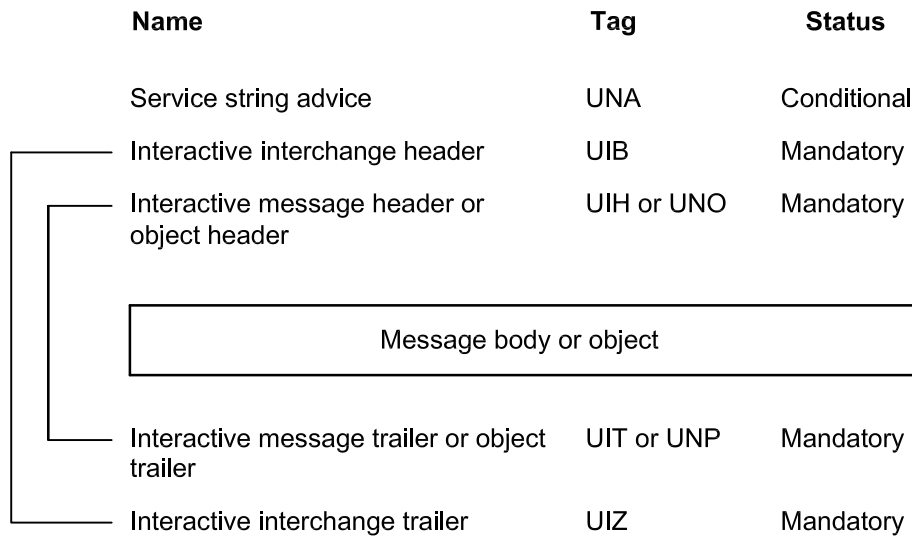 Name Tag Status
Service string advice UNA Conditional
Interactive interchange header UIB Mandatory
Interactive message header or UIH or UNO Mandatory
object header
Message body or object
Interactive message trailer or object UIT or UNP Mandatory
trailer
Interactive interchange trailer UIZ Mandatory